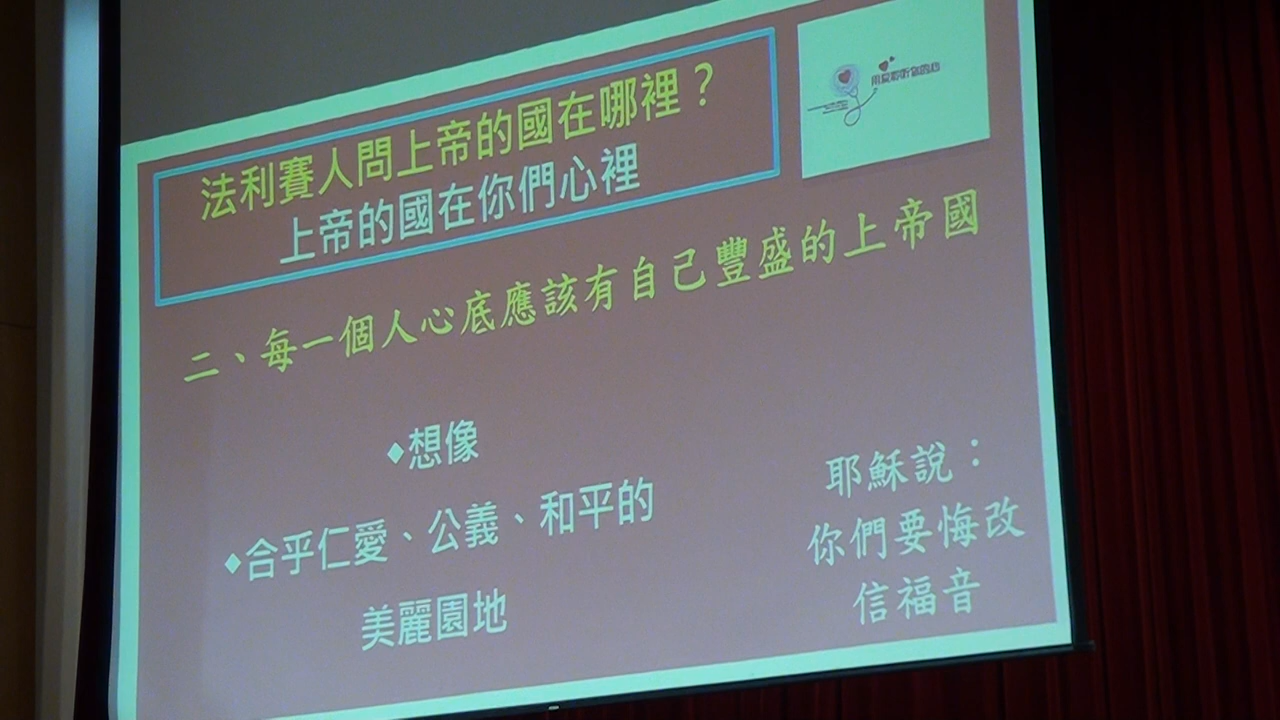 法利賽人問上帝的國在哪裡？
上帝的國在你們心裡
二、每一個人心底應該有自己豐盛的上帝國
◆想像
◆合乎仁愛、公義、和平的
美麗園地
耶穌說：
你們要悔改
信福音